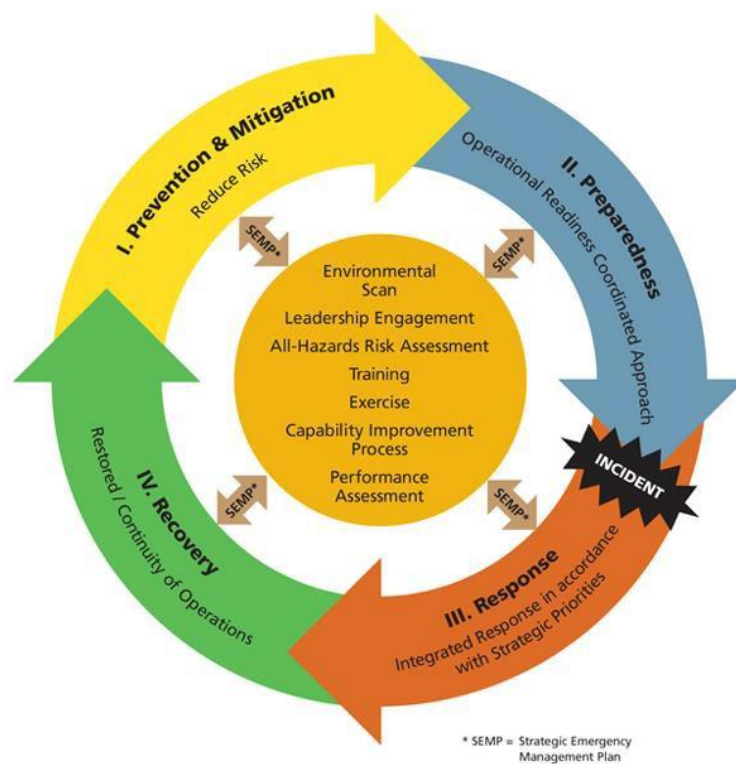 I. Prevention & Mitigation
Reduce Risk
II. Preparedness
Operational Readiness Coordinated Approach
INCIDENT
III. Response
Integrated Response in accordance
with Strategic Priorities
IV. Recovery
Restored / Continuity of Operations
SEMP*
SEMP*
SEMP*
SEMP*
Environmental
Scan
Leadership Engagement
All-Hazards Risk Assessment
Training
Exercise
Capability Improvement
Process
Performance
Assessment
* SEMP = Strategic Emergency
Management Plan